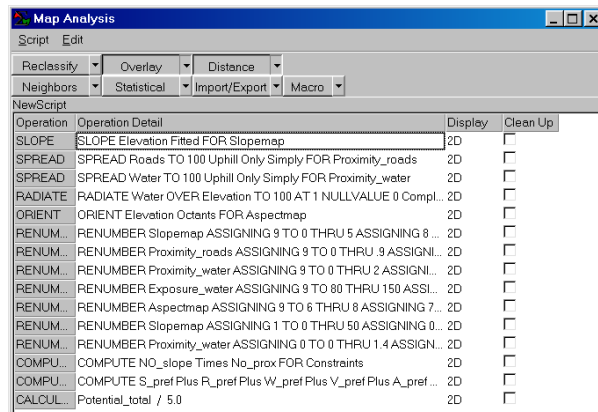 Map Analysis
Script Edit
Reclassify Overlay Distance
Neighbors Statistical Import/Export Macro
NewScript
Operation Operation Detail Display Clean Up
SLOPE SLOPE Elevation Fitted FOR Slopemap 2D
SPREAD SPREAD Roads TO 100 Uphill Only Simply FOR Proximity_roads 2D
SPREAD SPREAD Water TO 100 Uphill Only Simply FOR Proximity_water 2D
RADIATE RADIATE Water OVER Elevation TO 100 AT 1 NULLVALUE 0 Compl... 2D
ORIENT ORIENT Elevation Octants FOR Aspectmap 2D
RENUM... RENUMBER Slopemap ASSIGNING 9 TO 0 THRU 5 ASSIGNING 8 ... 2D
RENUM... RENUMBER Proximity_roads ASSIGNING 9 TO 0 THRU .9 ASSIGNI... 2D
RENUM... RENUMBER Proximity_water ASSIGNING 9 TO 0 THRU 2 ASSIGNI... 2D
RENUM... RENUMBER Exposure_water ASSIGNING 9 TO 80 THRU 150 ASSI... 2D
RENUM... RENUMBER Aspectmap ASSIGNING 9 TO 6 THRU 8 ASSIGNING 7... 2D
RENUM... RENUMBER Slopemap ASSIGNING 1 TO 0 THRU 50 ASSIGNING 0... 2D
RENUM... RENUMBER Proximity_water ASSIGNING 0 TO 0 THRU 1.4 ASSIGN... 2D
COMPU... COMPUTE NO_slope Times No_prox FOR Constraints 2D
COMPU... COMPUTE S_pref Plus R_pref Plus W_pref Plus V_pref Plus A_pref ... 2D
CALCUL... Potential_total / 5.0 2D